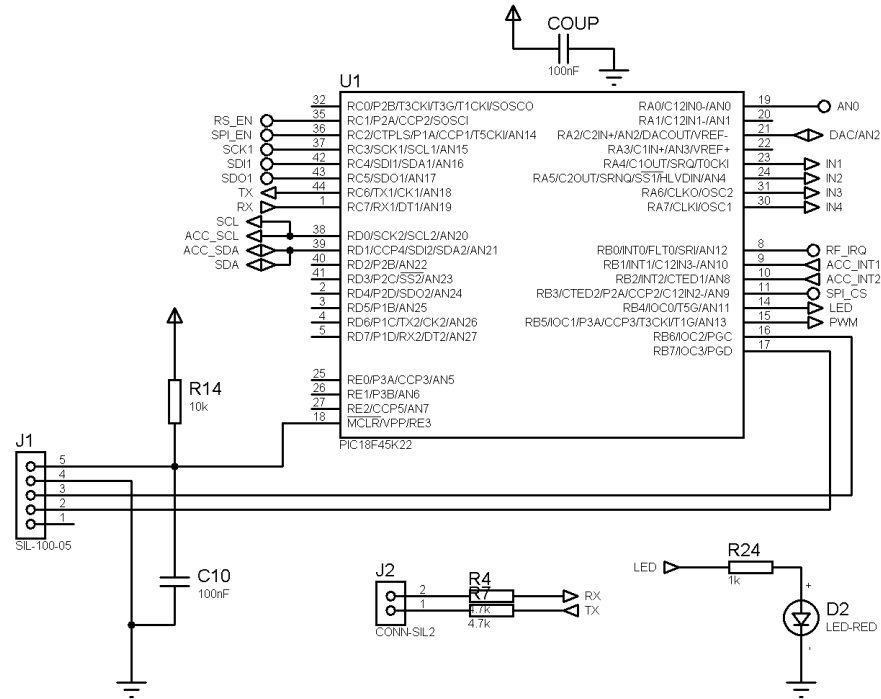 COUP
100nF
U1
32 RC0/P2B/T3CKI/T3G/T1CKI/SOSCO
RS_EN 35 RC1/P2A/CCP2/SOSCI
SPI_EN 36 RC2/CTPLS/P1A/CCP1/T5CKI/AN14
SCK1 37 RC3/SCK1/SCL1/AN15
SDI1 42 RC4/SDI1/SDA1/AN16
SDO1 43 RC5/SDO1/AN17
TX 44 RC6/TX1/CK1/AN18
RX 1 RC7/RX1/DT1/AN19
SCL
ACC_SCL 38 RD0/SCK2/SCL2/AN20
ACC_SDA 39 RD1/CCP4/SDI2/SDA2/AN21
SDA 40 RD2/P2B/AN22
41 RD3/P2C/SS2/AN23
2 RD4/P2D/SDO2/AN24
3 RD5/P1B/AN25
4 RD6/P1C/TX2/CK2/AN26
5 RD7/P1D/RX2/DT2/AN27
25 RE0/P3A/CCP3/AN5
26 RE1/P3B/AN6
27 RE2/CCP5/AN7
18 MCLR/VPP/RE3
RA0/C12IN0-/AN0 19 AN0
RA1/C12IN1-/AN1 20
RA2/C2IN+/AN2/DACOUT/VREF- 21 DAC/AN2
RA3/C1IN+/AN3/VREF+ 22
RA4/C1OUT/SRQ/T0CKI 23 IN1
RA5/C2OUT/SRNQ/SS1/HLVDIN/AN4 24 IN2
RA6/CLKO/OSC2 31 IN3
RA7/CLKI/OSC1 30 IN4
RB0/INT0/FLT0/SRI/AN12 8 RF_IRQ
RB1/INT1/C12IN3-/AN10 9 ACC_INT1
RB2/INT2/CTED1/AN8 10 ACC_INT2
RB3/CTED2/P2A/CCP2/C12IN2-/AN9 11 SPI_CS
RB4/IOC0/T5G/AN11 14 LED
RB5/IOC1/P3A/CCP3/T3CKI/T1G/AN13 15 PWM
RB6/IOC2/PGC 16
RB7/IOC3/PGD 17
PIC18F45K22
R14
10k
J1
5
4
3
2
1
SIL-100-05
C10
100nF
J2
2
1
CONN-SIL2
R4
R7
4.7k
4.7k
RX
TX
LED
R24
1k
+
D2
LED-RED
-